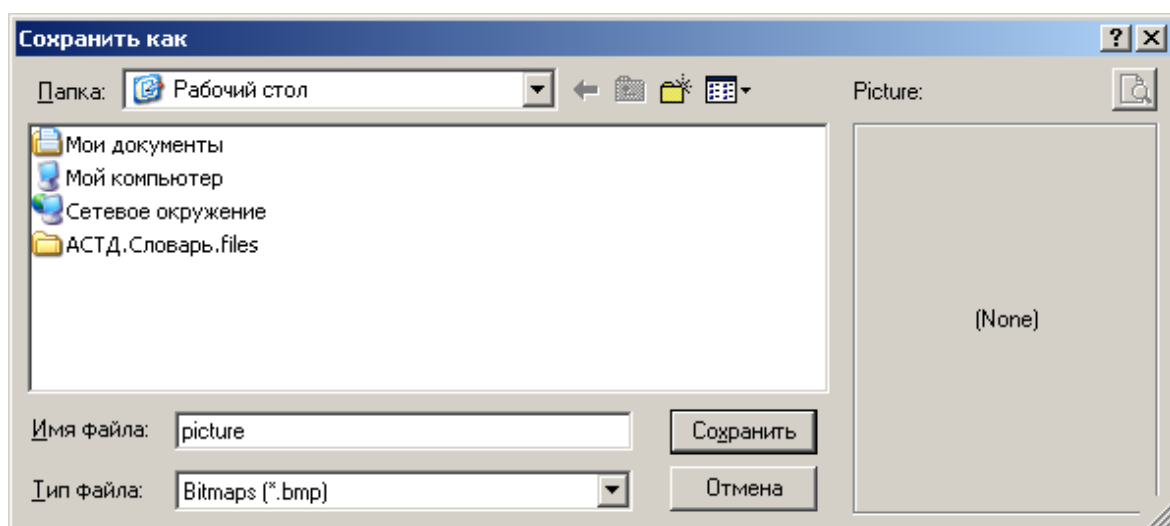 Сохранить как
Папка: Рабочий стол Picture:
Мои документы
Мой компьютер
Сетевое окружение
АСТД.Словарь.files
(None)
Имя файла: picture Сохранить
Тип файла: Bitmaps (*.bmp) Отмена